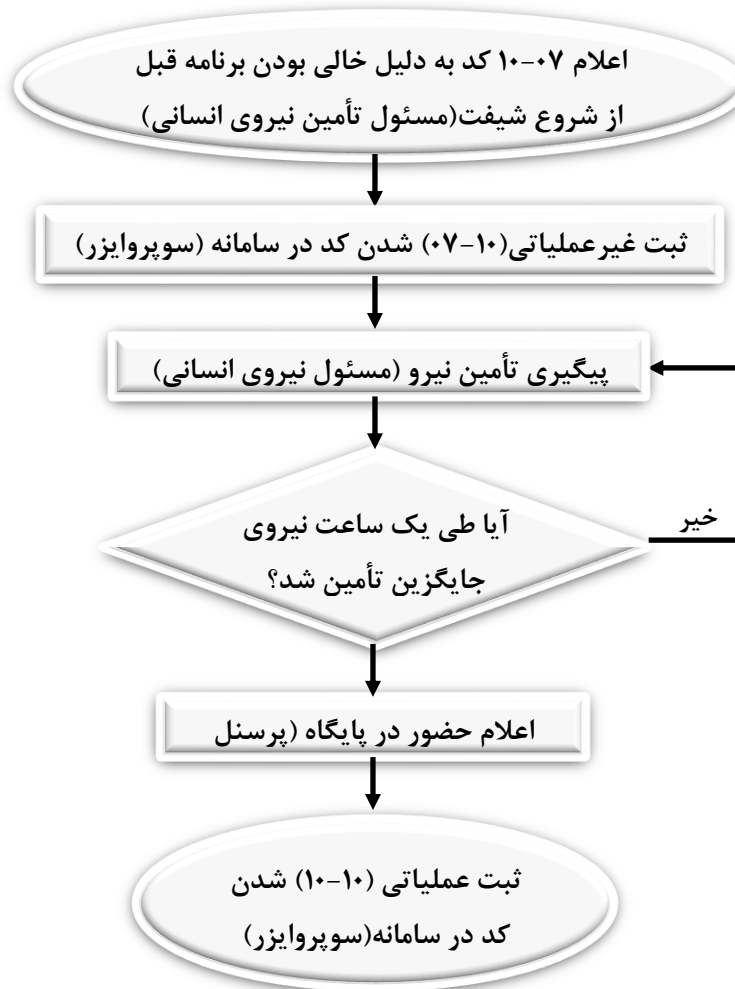 اعلام ۰۷-۱۰ کد به دلیل خالی بودن برنامه قبل
از شروع شیفت(مسئول تأمین نیروی انسانی)
ثبت غیرعملیاتی(۱۰-۰۷) شدن کد در سامانه (سوپروایزر)
پیگیری تأمین نیرو (مسئول نیروی انسانی)
آیا طی یک ساعت نیروی
جایگزین تأمین شد؟
خیر
اعلام حضور در پایگاه (پرسنل
ثبت عملیاتی (۱۰-۱۰) شدن
کد در سامانه(سوپروایزر)